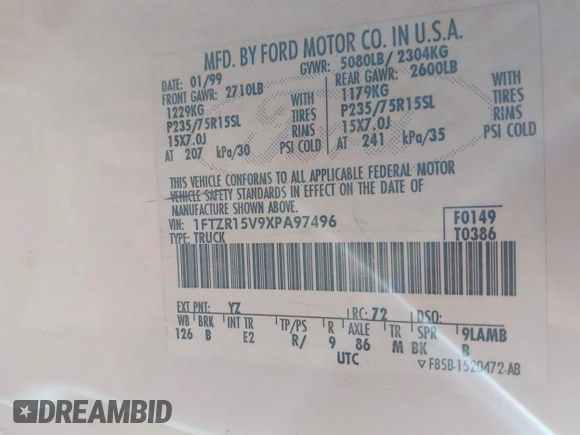 MFD. BY FORD MOTOR CO. IN U.S.A.
GVWR: 5080LB/ 2304KG
DATE: 01/99
FRONT GAWR: 2710LB
1229KG
P235/75R15SL
15X7.0J
AT 207 kPa/30
WITH
TIRES
RIMS
PSI COLD
REAR GAWR: 2600LB
1179KG
P235/75R15SL
15X7.0J
AT 241 kPa/35
WITH
TIRES
RIMS
PSI COLD
THIS VEHICLE CONFORMS TO ALL APPLICABLE FEDERAL MOTOR
VEHICLE SAFETY STANDARDS IN EFFECT ON THE DATE OF
MANUFACTURE SHOWN ABOVE.
VIN: 1FTZR15V9XPA97496
TYPE: TRUCK
F0149
T0386
EXT PNT: YZ RC: 72 DSO:
WB BRK INT TR TP/PS R AXLE TR SPR 9LAMB
126 B E2 R/ 9 86 M BK B
UTC
▽ F85B-1520472-AB
DREAMBID